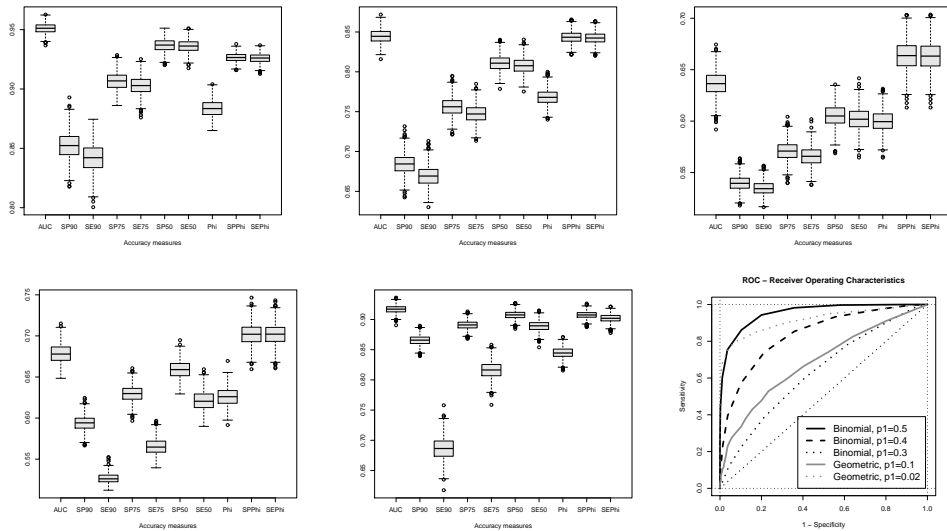 0.95
0.90
0.85
0.80
AUC SP90 SE90 SP75 SE75 SP50 SE50 Phi SPPhi SEPhi
Accuracy measures
0.85
0.80
0.75
0.70
0.65
AUC SP90 SE90 SP75 SE75 SP50 SE50 Phi SPPhi SEPhi
Accuracy measures
0.70
0.65
0.60
0.55
AUC SP90 SE90 SP75 SE75 SP50 SE50 Phi SPPhi SEPhi
Accuracy measures
0.75
0.70
0.65
0.60
0.55
AUC SP90 SE90 SP75 SE75 SP50 SE50 Phi SPPhi SEPhi
Accuracy measures
0.90
0.85
0.80
0.75
0.70
0.65
AUC SP90 SE90 SP75 SE75 SP50 SE50 Phi SPPhi SEPhi
Accuracy measures
ROC – Receiver Operating Characteristics
Sensitivity
1.0
0.8
0.6
0.4
0.2
0.0
Binomial, p1=0.5
Binomial, p1=0.4
Binomial, p1=0.3
Geometric, p1=0.1
Geometric, p1=0.02
0.0 0.2 0.4 0.6 0.8 1.0
1 – Specificity